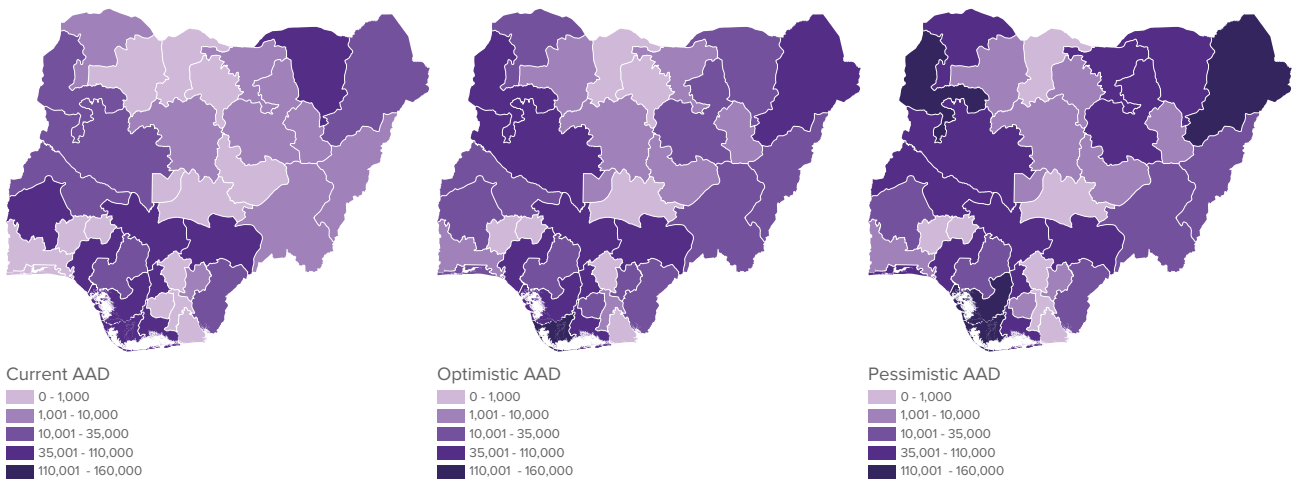 Current AAD
0 - 1,000
1,001 - 10,000
10,001 - 35,000
35,001 - 110,000
110,001 - 160,000
Optimistic AAD
0 - 1,000
1,001 - 10,000
10,001 - 35,000
35,001 - 110,000
110,001 - 160,000
Pessimistic AAD
0 - 1,000
1,001 - 10,000
10,001 - 35,000
35,001 - 110,000
110,001 - 160,000